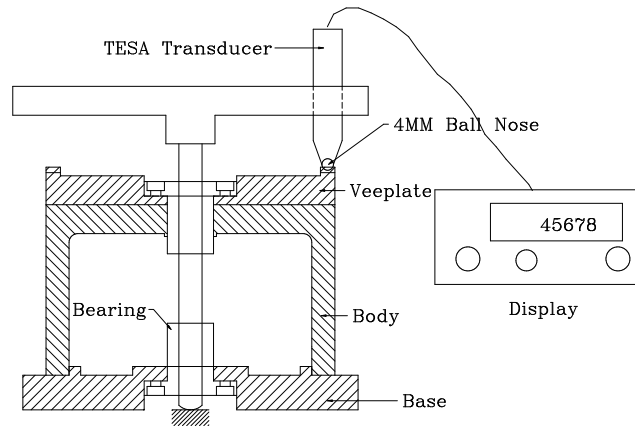 TESA Transducer
4MM Ball Nose
Veeplate
45678
Bearing
Display
Body
Base